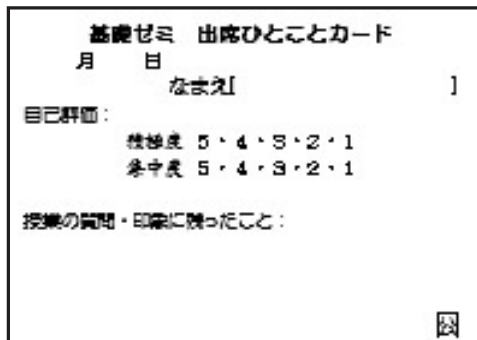 基礎ゼミ 出席ひとことカード
月 日
なまえ[ ]
自己評価：
積極度 5・4・3・2・1
集中度 5・4・3・2・1
授業の質問・印象に残ったこと：